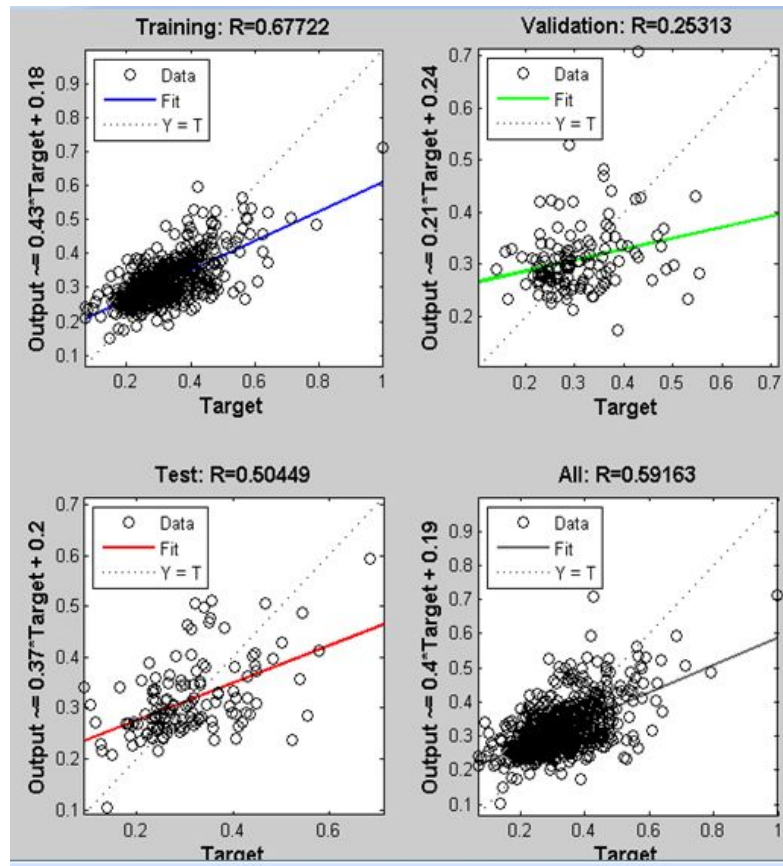 Training: R=0.67722
Output ~= 0.43*Target + 0.18
0.9
0.8
0.7
0.6
0.5
0.4
0.3
0.2
0.1
Data
Fit
Y = T
0.2 0.4 0.6 0.8 1
Target
Validation: R=0.25313
Output ~= 0.21*Target + 0.24
0.7
0.6
0.5
0.4
0.3
0.2
Data
Fit
Y = T
0.2 0.3 0.4 0.5 0.6 0.7
Target
Test: R=0.50449
Output ~= 0.37*Target + 0.2
0.7
0.6
0.5
0.4
0.3
0.2
0.1
Data
Fit
Y = T
0.2 0.4 0.6
Target
All: R=0.59163
Output ~= 0.4*Target + 0.19
0.9
0.8
0.7
0.6
0.5
0.4
0.3
0.2
0.1
Data
Fit
Y = T
0.2 0.4 0.6 0.8 1
Target